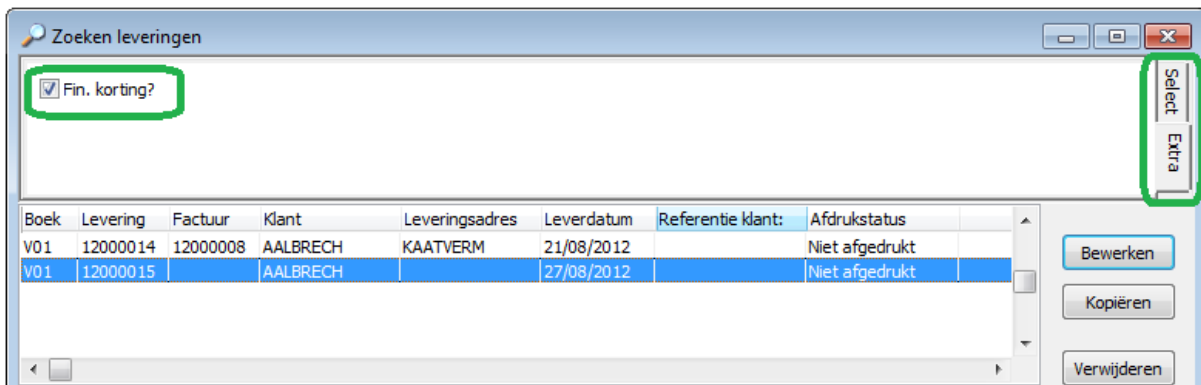 Zoeken leveringen
Fin. korting?
Select
Extra
Boek Levering Factuur Klant Leveringsadres Leverdatum Referentie klant: Afdrukstatus
V01 12000014 12000008 AALBRECH KAATVERM 21/08/2012 Niet afgedrukt
V01 12000015 AALBRECH 27/08/2012 Niet afgedrukt
Bewerken
Kopiëren
Verwijderen